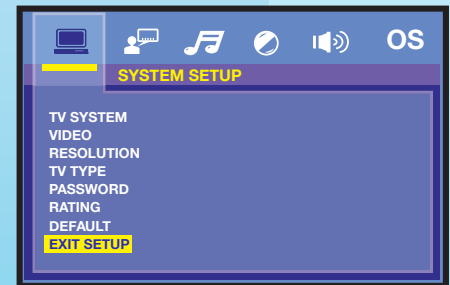 OS
SYSTEM SETUP
TV SYSTEM
VIDEO
RESOLUTION
TV TYPE
PASSWORD
RATING
DEFAULT
EXIT SETUP